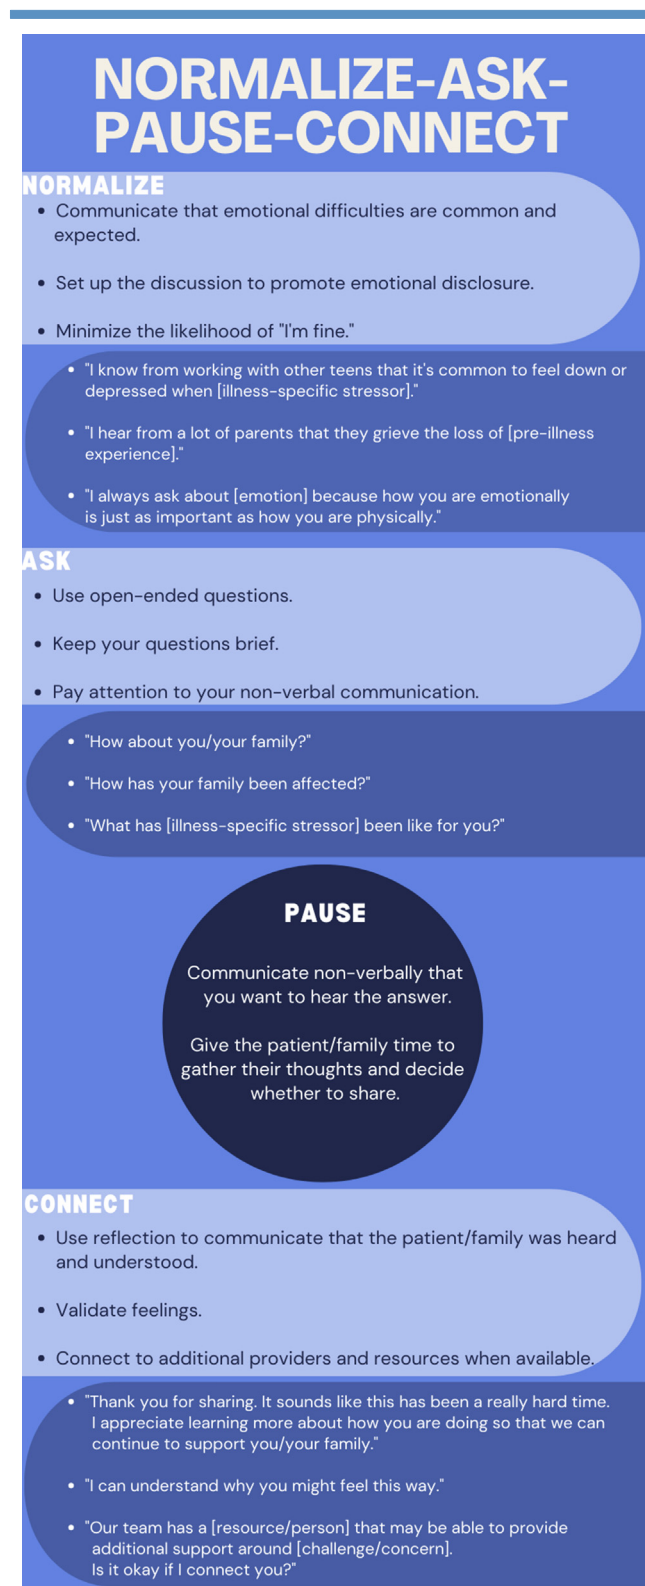 NORMALIZE-ASK-
PAUSE-CONNECT
NORMALIZE
• Communicate that emotional difficulties are common and
expected.
• Set up the discussion to promote emotional disclosure.
• Minimize the likelihood of "I'm fine."
• "I know from working with other teens that it's common to feel down or
depressed when [illness-specific stressor]."
• "I hear from a lot of parents that they grieve the loss of [pre-illness
experience]."
• "I always ask about [emotion] because how you are emotionally
is just as important as how you are physically."
ASK
• Use open-ended questions.
• Keep your questions brief.
• Pay attention to your non-verbal communication.
• "How about you/your family?"
• "How has your family been affected?"
• "What has [illness-specific stressor] been like for you?"
PAUSE
Communicate non-verbally that
you want to hear the answer.
Give the patient/family time to
gather their thoughts and decide
whether to share.
CONNECT
• Use reflection to communicate that the patient/family was heard
and understood.
• Validate feelings.
• Connect to additional providers and resources when available.
• "Thank you for sharing. It sounds like this has been a really hard time.
I appreciate learning more about how you are doing so that we can
continue to support you/your family."
• "I can understand why you might feel this way."
• "Our team has a [resource/person] that may be able to provide
additional support around [challenge/concern].
Is it okay if I connect you?"